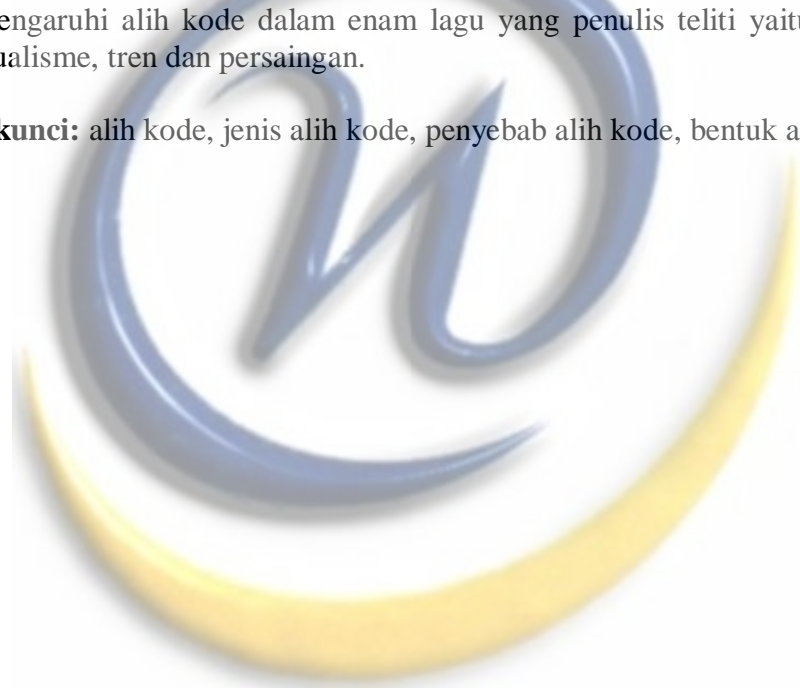 engaruhi alih kode dalam enam lagu yang penulis teliti yaitu
ualisme, tren dan persaingan.
kunci: alih kode, jenis alih kode, penyebab alih kode, bentuk a